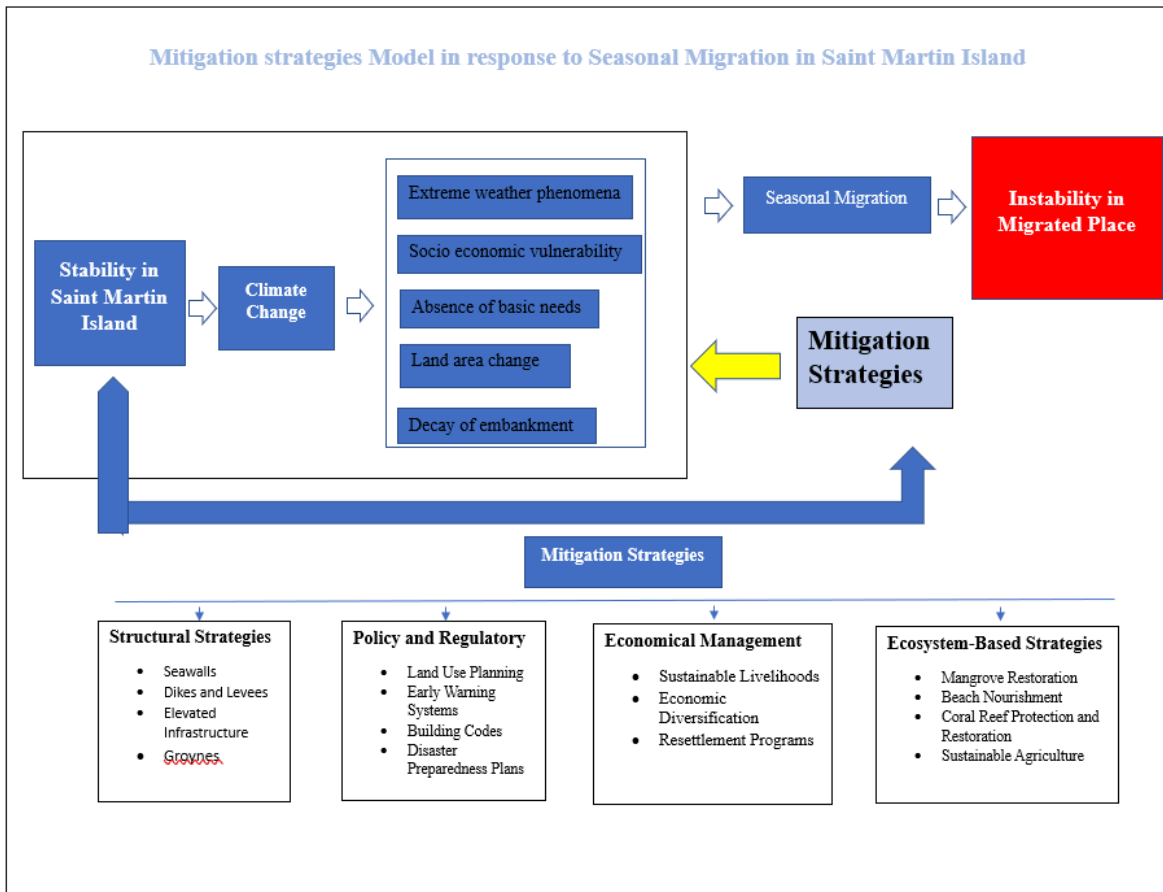 Mitigation strategies Model in response to Seasonal Migration in Saint Martin Island
Stability in
Saint Martin
Island
Climate
Change
Extreme weather phenomena
Socio economic vulnerability
Absence of basic needs
Land area change
Decay of embankment
Seasonal Migration
Instability in
Migrated Place
Mitigation
Strategies
Mitigation Strategies
Structural Strategies
• Seawalls
• Dikes and Levees
• Elevated
Infrastructure
• Groynes
Policy and Regulatory
• Land Use Planning
• Early Warning
Systems
• Building Codes
• Disaster
Preparedness Plans
Economical Management
• Sustainable Livelihoods
• Economic
Diversification
• Resettlement Programs
Ecosystem-Based Strategies
• Mangrove Restoration
• Beach Nourishment
• Coral Reef Protection and
Restoration
• Sustainable Agriculture